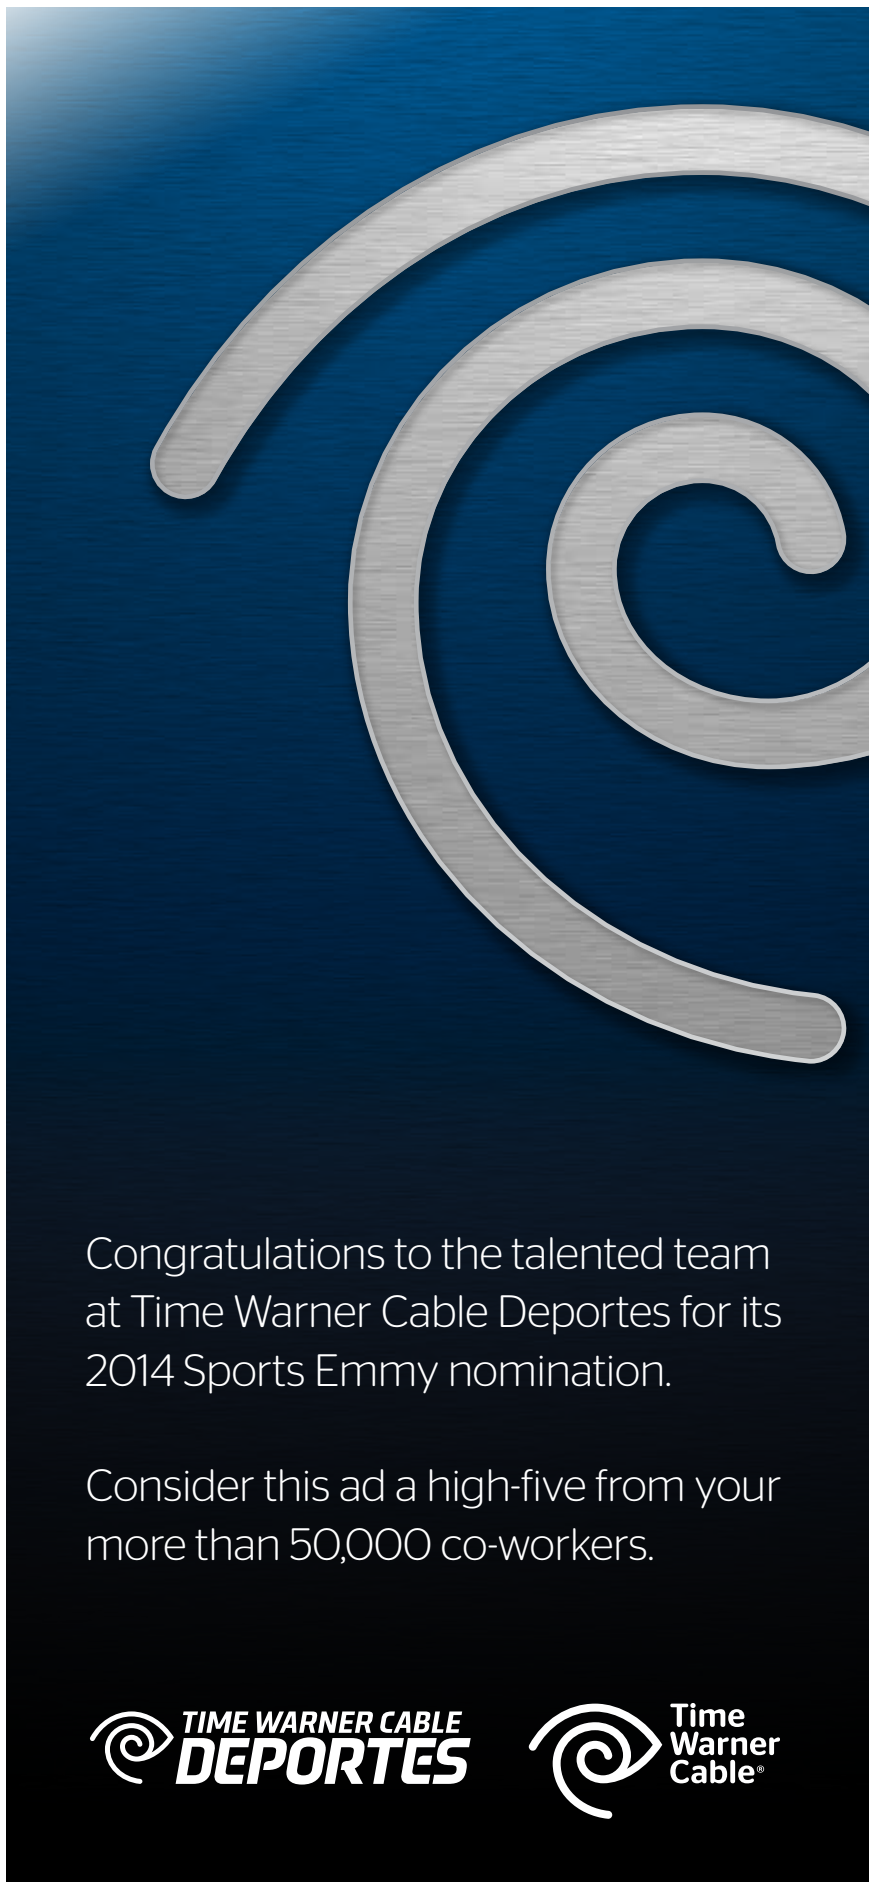 Congratulations to the talented team
at Time Warner Cable Deportes for its
2014 Sports Emmy nomination.
Consider this ad a high-five from your
more than 50,000 co-workers.
TIME WARNER CABLE
DEPORTES
Time
Warner
Cable®